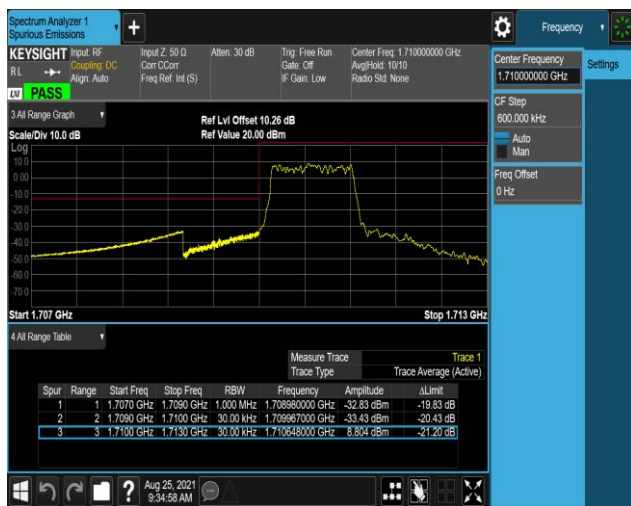 Spectrum Analyzer 1
Spurious Emissions
+
Frequency
KEYSIGHT
RL
Input: RF
Coupling: DC
Align: Auto
Input Z: 50 Ω
Corr CCorr
Freq Ref: Int (S)
Atten: 30 dB
Trig: Free Run
Gate: Off
IF Gain: Low
Center Freq: 1.710000000 GHz
Avg|Hold: 10/10
Radio Std: None
LXI PASS
Center Frequency
1.710000000 GHz
Settings
CF Step
600.000 kHz
Auto
Man
Freq Offset
0 Hz
3 All Range Graph
Scale/Div 10.0 dB
Ref Lvl Offset 10.26 dB
Ref Value 20.00 dBm
Log
10.0
0.00
-10.0
-20.0
-30.0
-40.0
-50.0
-60.0
-70.0
Start 1.707 GHz
Stop 1.713 GHz
4 All Range Table
Measure Trace Trace 1
Trace Type Trace Average (Active)
Spur Range Start Freq Stop Freq RBW Frequency Amplitude ΔLimit
1 1 1.7070 GHz 1.7090 GHz 1.000 MHz 1.708980000 GHz -32.83 dBm -19.83 dB
2 2 1.7090 GHz 1.7100 GHz 30.00 kHz 1.709967000 GHz -33.43 dBm -20.43 dB
3 3 1.7100 GHz 1.7130 GHz 30.00 kHz 1.710648000 GHz 8.804 dBm -21.20 dB
?
Aug 25, 2021
9:34:58 AM